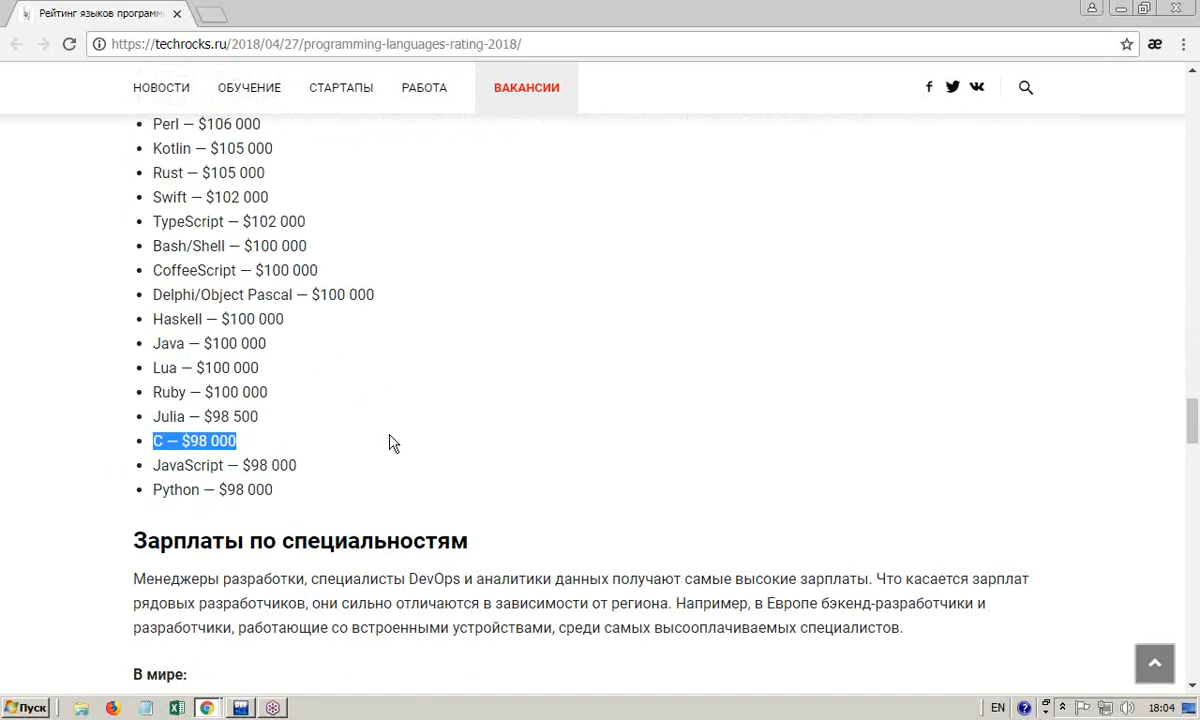 Рейтинг языков программ
https://techrocks.ru/2018/04/27/programming-languages-rating-2018/
НОВОСТИ ОБУЧЕНИЕ СТАРТАПЫ РАБОТА ВАКАНСИИ
Perl — $106 000
Kotlin — $105 000
Rust — $105 000
Swift — $102 000
TypeScript — $102 000
Bash/Shell — $100 000
CoffeeScript — $100 000
Delphi/Object Pascal — $100 000
Haskell — $100 000
Java — $100 000
Lua — $100 000
Ruby — $100 000
Julia — $98 500
C — $98 000
JavaScript — $98 000
Python — $98 000
Зарплаты по специальностям
Менеджеры разработки, специалисты DevOps и аналитики данных получают самые высокие зарплаты. Что касается зарплат
рядовых разработчиков, они сильно отличаются в зависимости от региона. Например, в Европе бэкенд-разработчики и
разработчики, работающие со встроенными устройствами, среди самых высооплачиваемых специалистов.
В мире:
Пуск EN 18:04